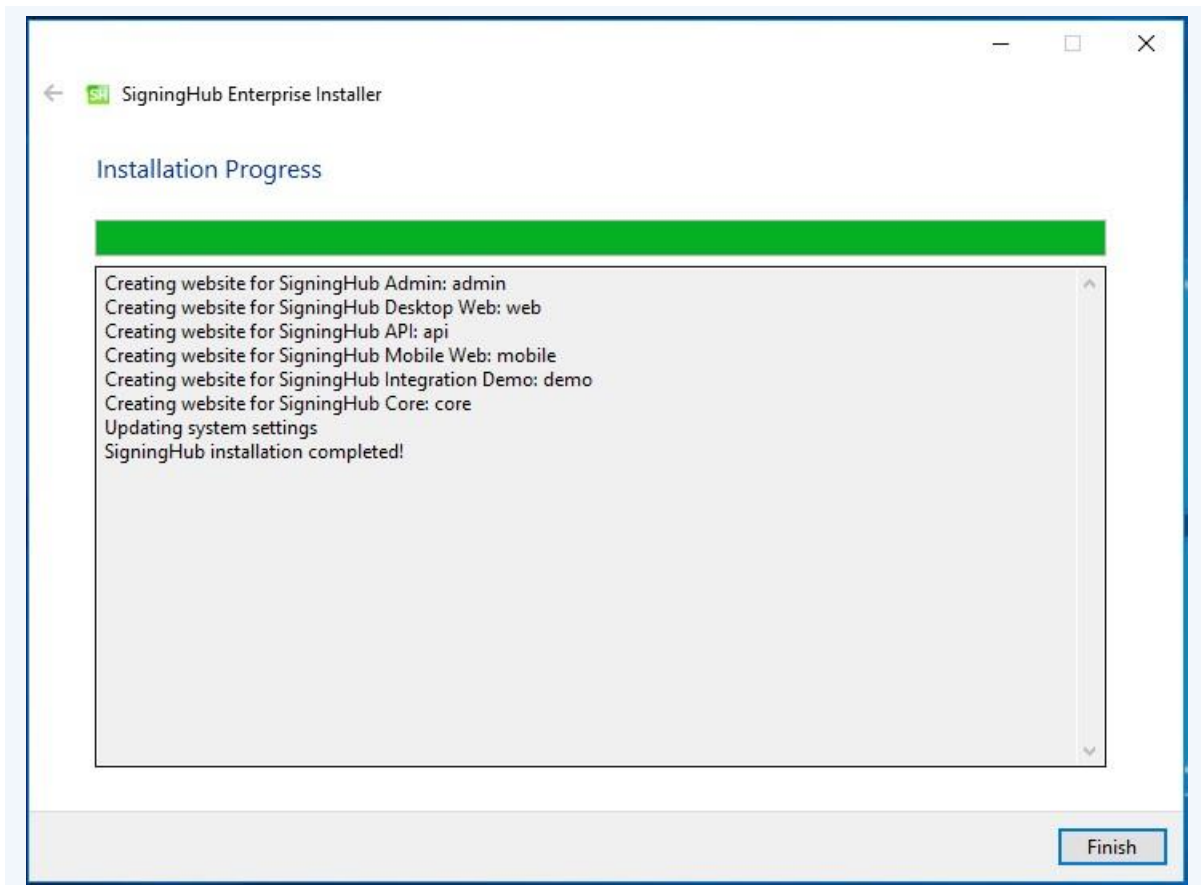 SH SigningHub Enterprise Installer
Installation Progress
Creating website for SigningHub Admin: admin
Creating website for SigningHub Desktop Web: web
Creating website for SigningHub API: api
Creating website for SigningHub Mobile Web: mobile
Creating website for SigningHub Integration Demo: demo
Creating website for SigningHub Core: core
Updating system settings
SigningHub installation completed!
Finish